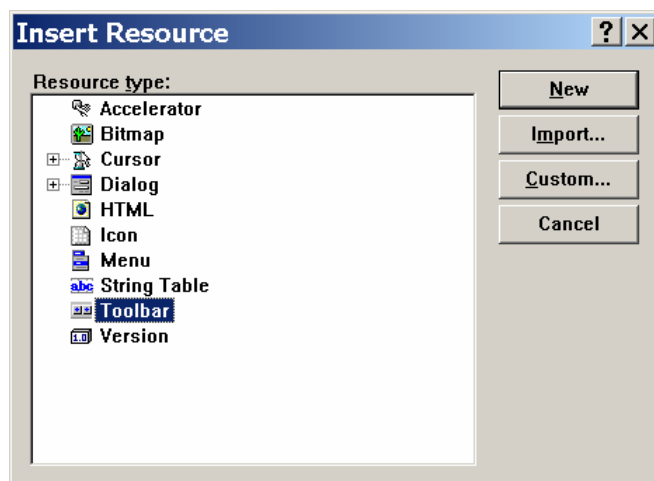 Insert Resource
Resource type:
Accelerator
Bitmap
Cursor
Dialog
HTML
Icon
Menu
abc String Table
Toolbar
1.0 Version
New
Import...
Custom...
Cancel